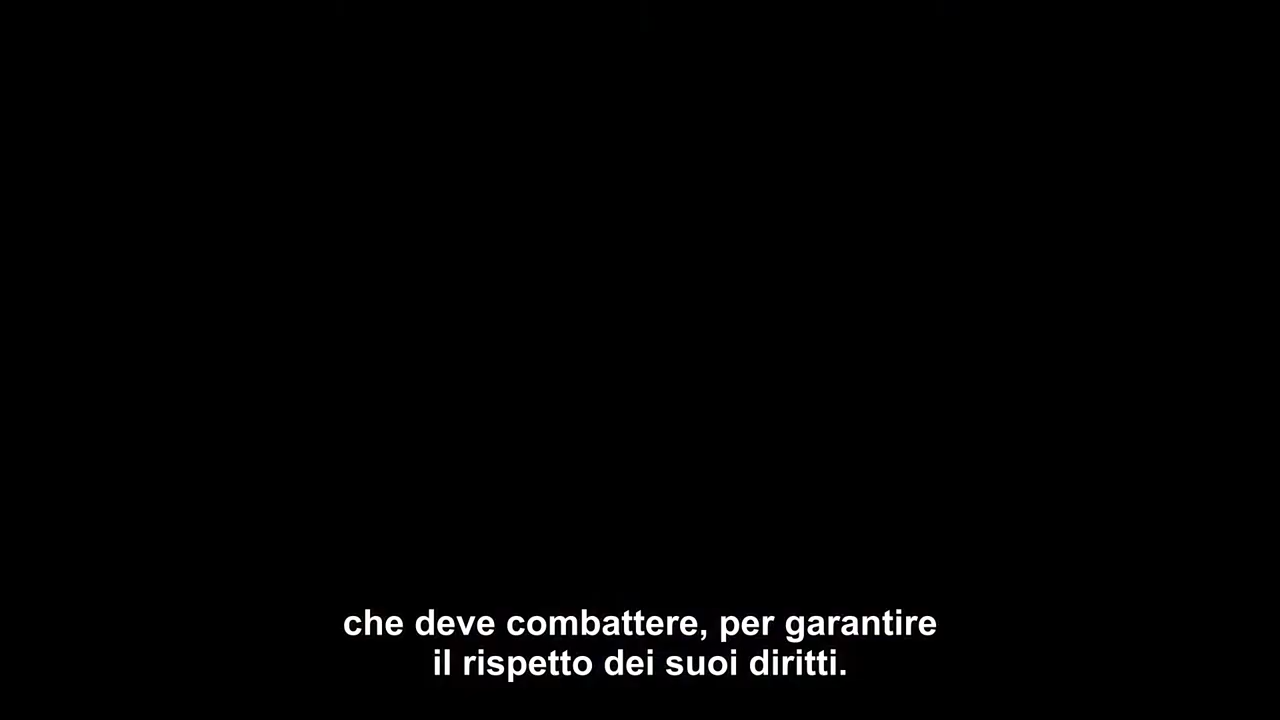 che deve combattere, per garantire
il rispetto dei suoi diritti.